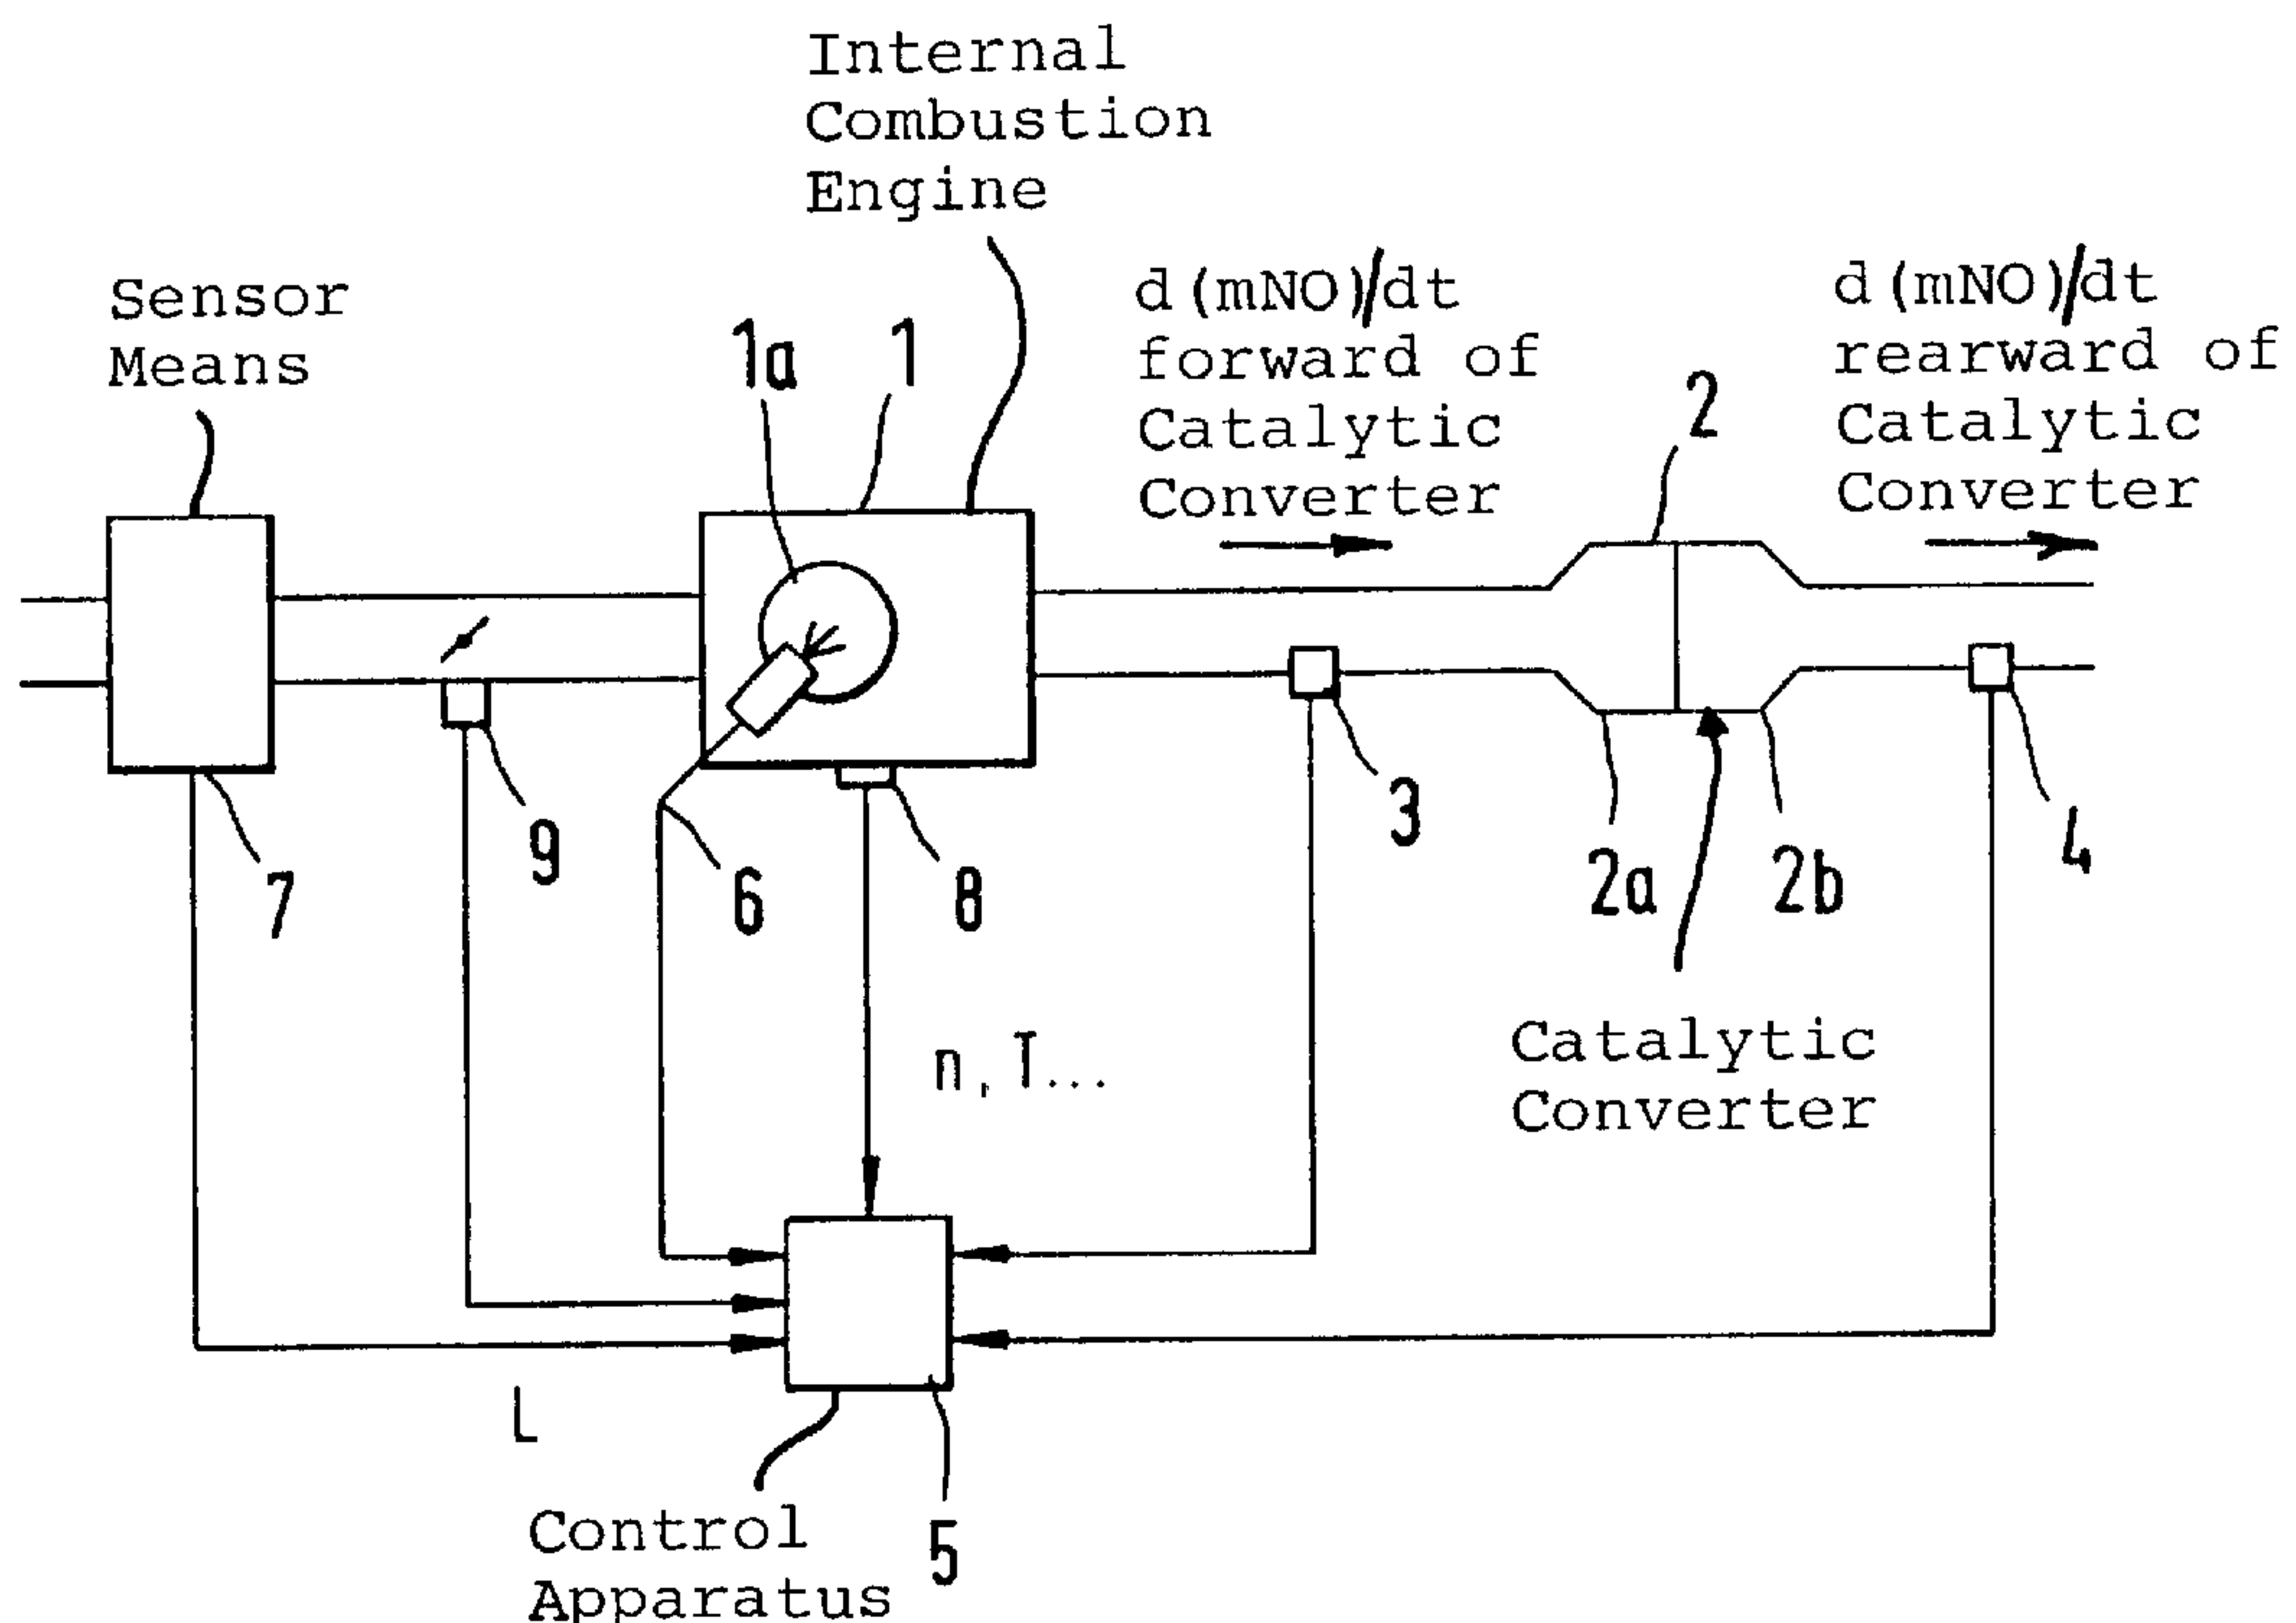 Internal
Combustion
Engine
Sensor
Means
1a
1
d(mNO)/dt
forward of
Catalytic
Converter
2
d(mNO)/dt
rearward of
Catalytic
Converter
7
9
6
8
3
2a
2b
4
n, T...
Catalytic
Converter
L
Control
Apparatus
5